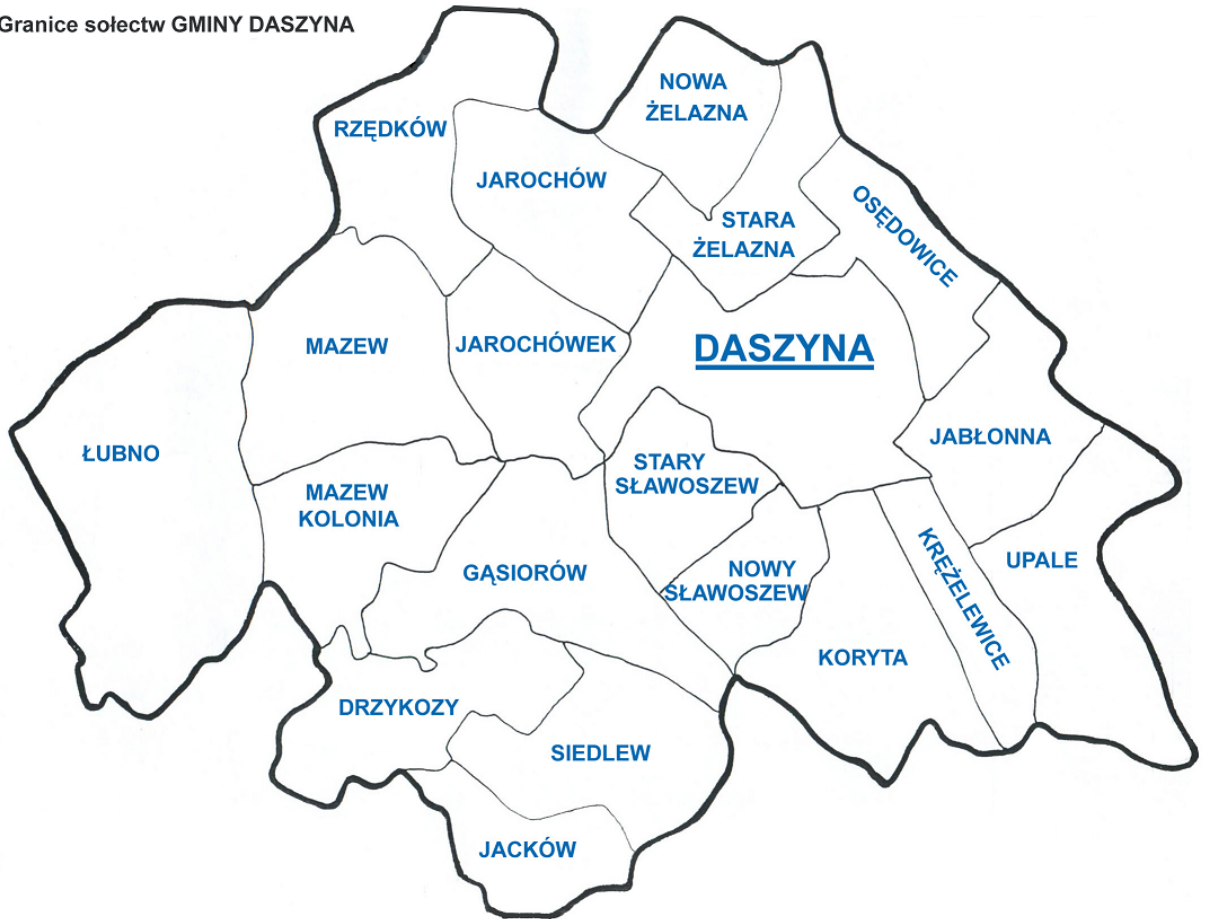 Granice sołectw GMINY DASZYNA
NOWA
ŻELAZNA
RZĘDKÓW
JAROCHÓW
STARA
ŻELAZNA
OSĘDOWICE
MAZEW
JAROCHÓWEK
DASZYNA
ŁUBNO
JABŁONNA
STARY
SŁAWOSZEW
MAZEW
KOLONIA
GĄSIORÓW
NOWY
SŁAWOSZEW
KRĘŻELEWICE
UPALE
KORYTA
DRZYKOZY
SIEDLEW
JACKÓW